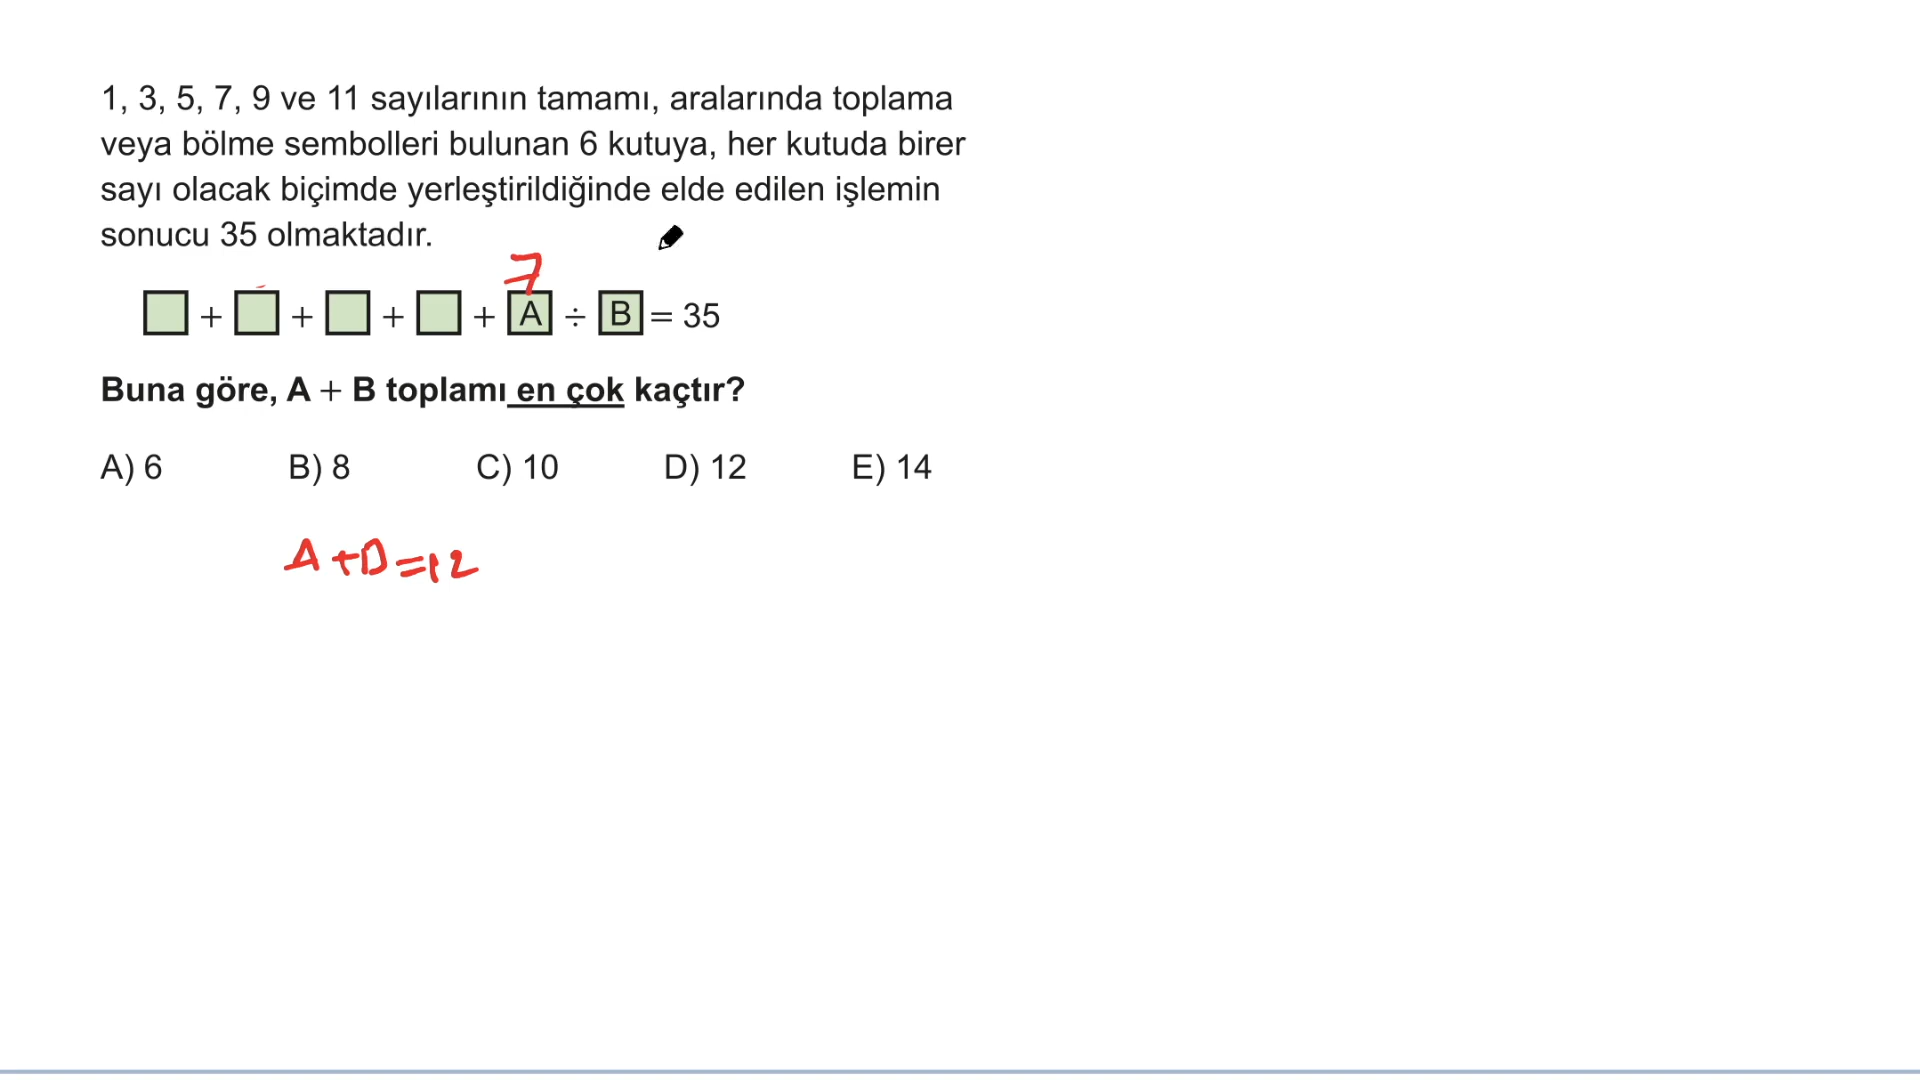 1, 3, 5, 7, 9 ve 11 sayılarının tamamı, aralarında toplama
veya bölme sembolleri bulunan 6 kutuya, her kutuda birer
sayı olacak biçimde yerleştirildiğinde elde edilen işlemin
sonucu 35 olmaktadır.
7
□ + □ + □ + □ + A ÷ B = 35
Buna göre, A + B toplamı en çok kaçtır?
A) 6 B) 8 C) 10 D) 12 E) 14
A+B=12